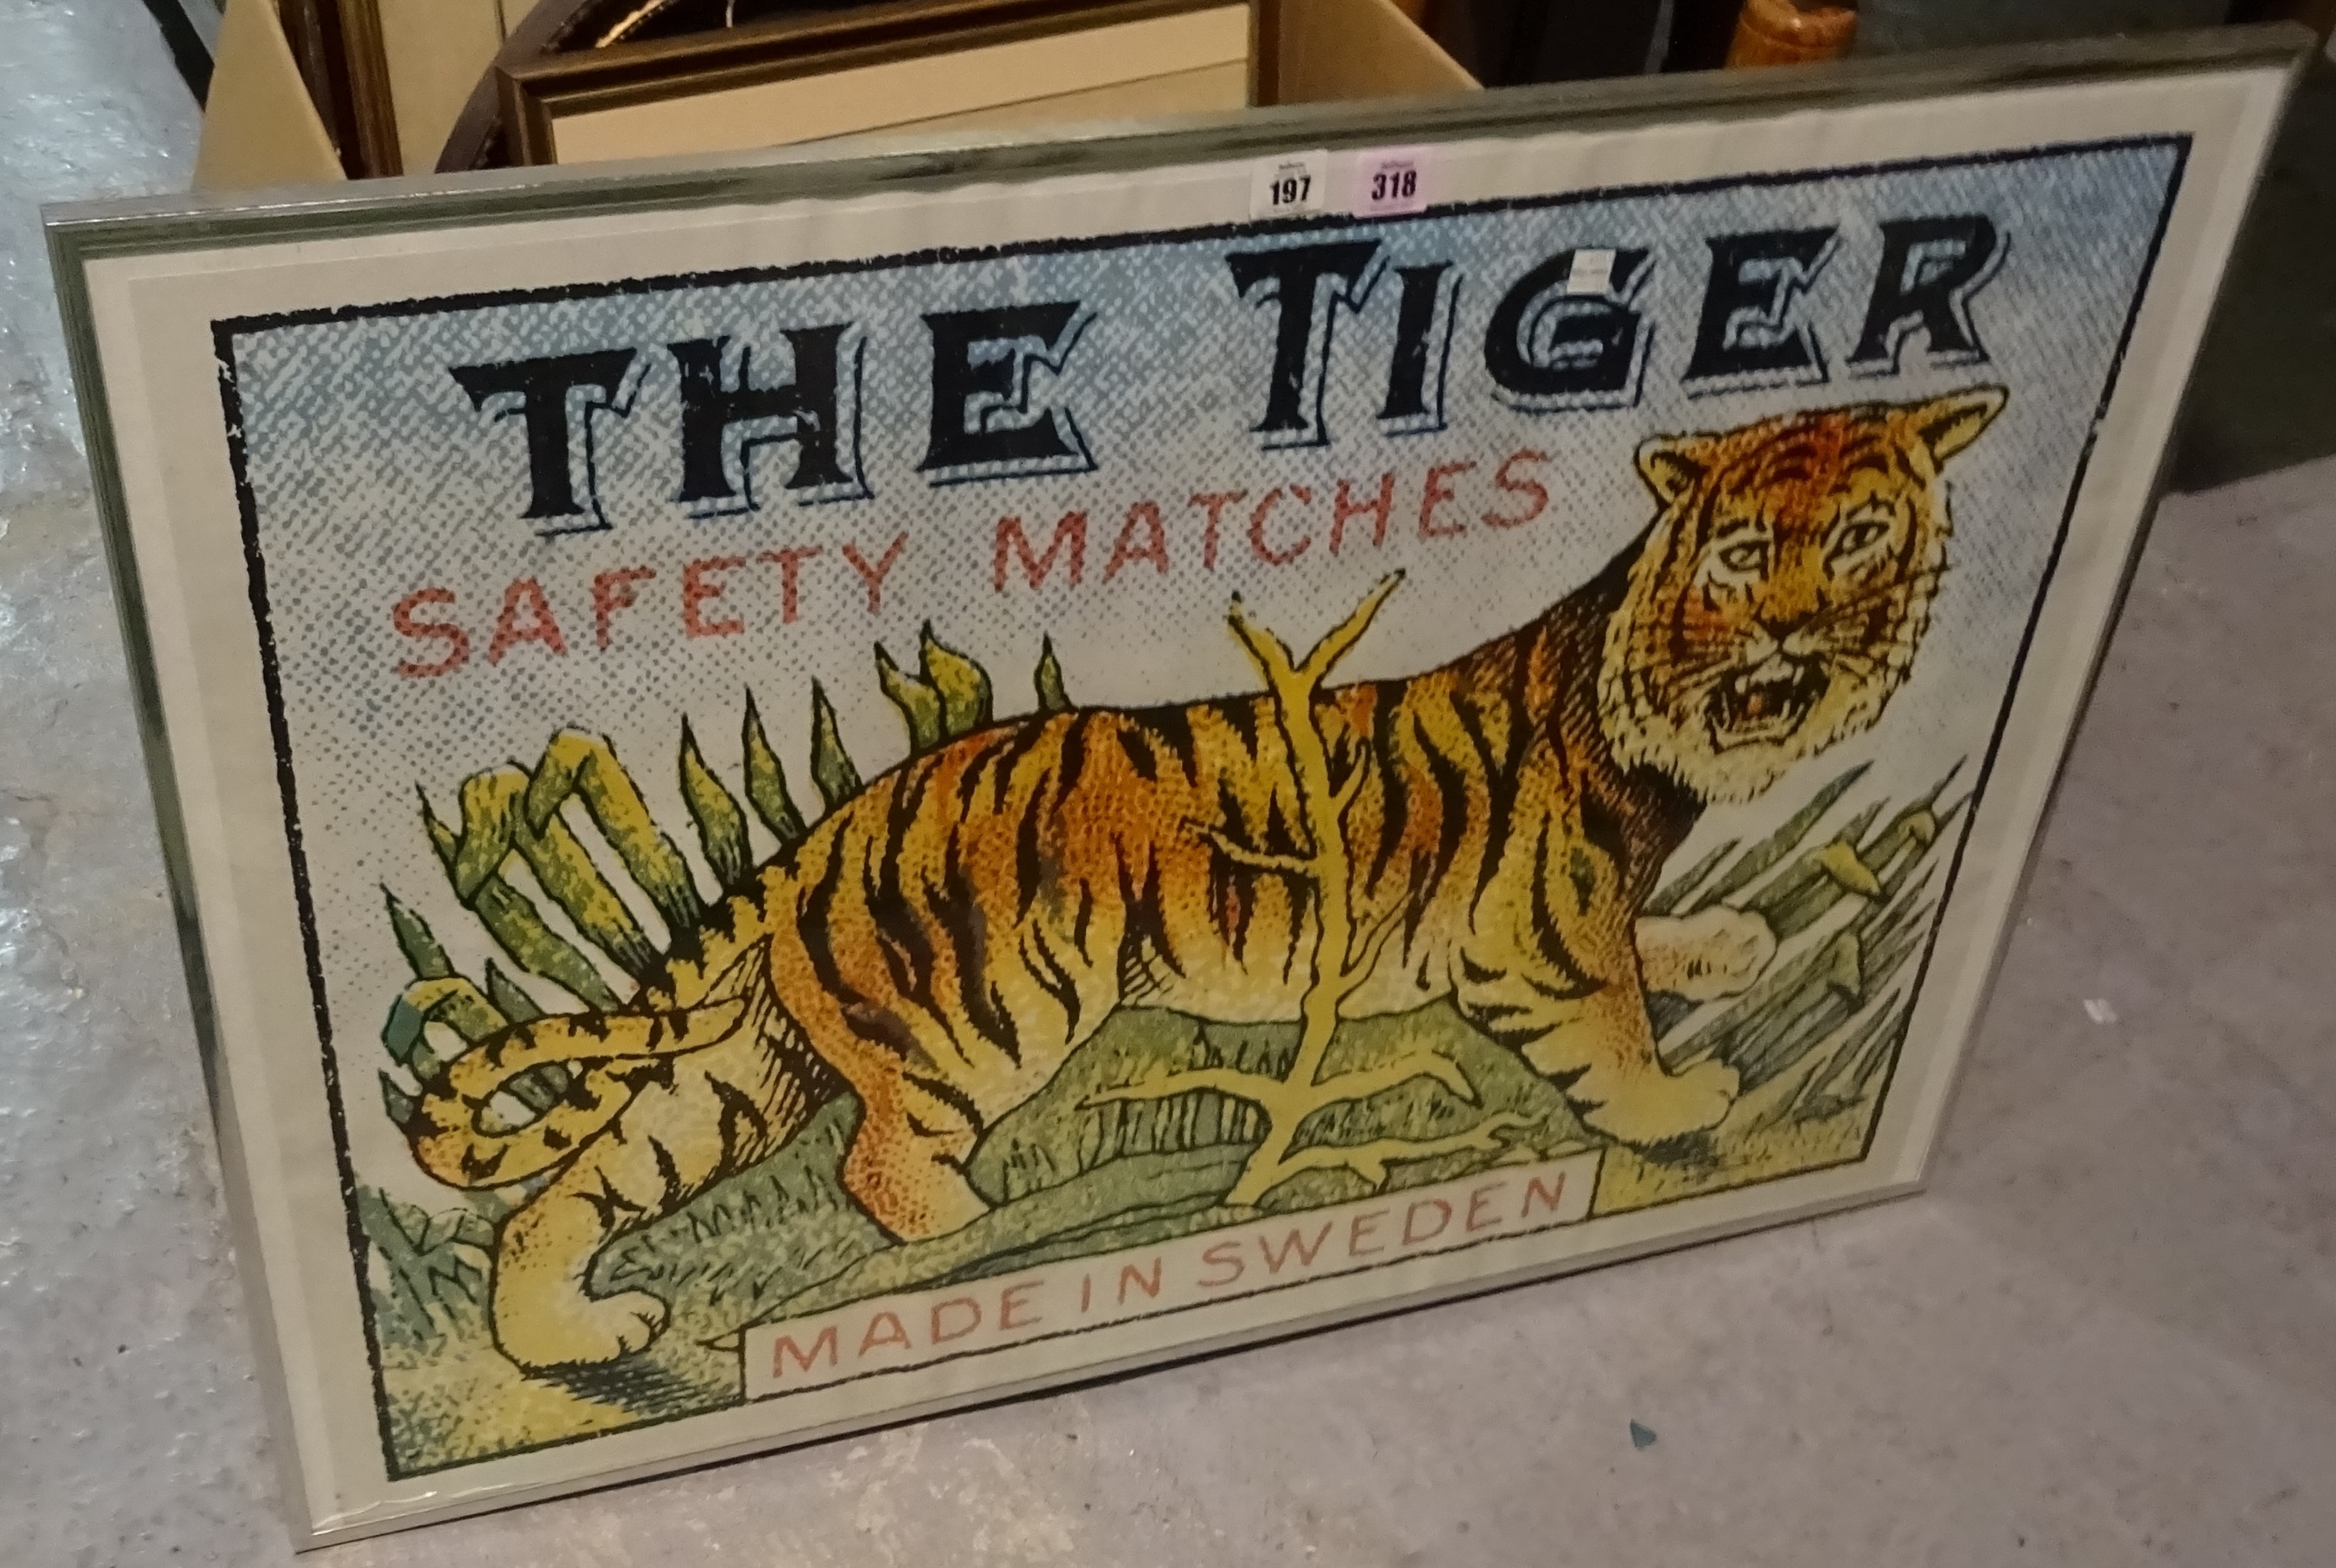 197 318
THE TIGER
SAFETY MATCHES
MADE IN SWEDEN